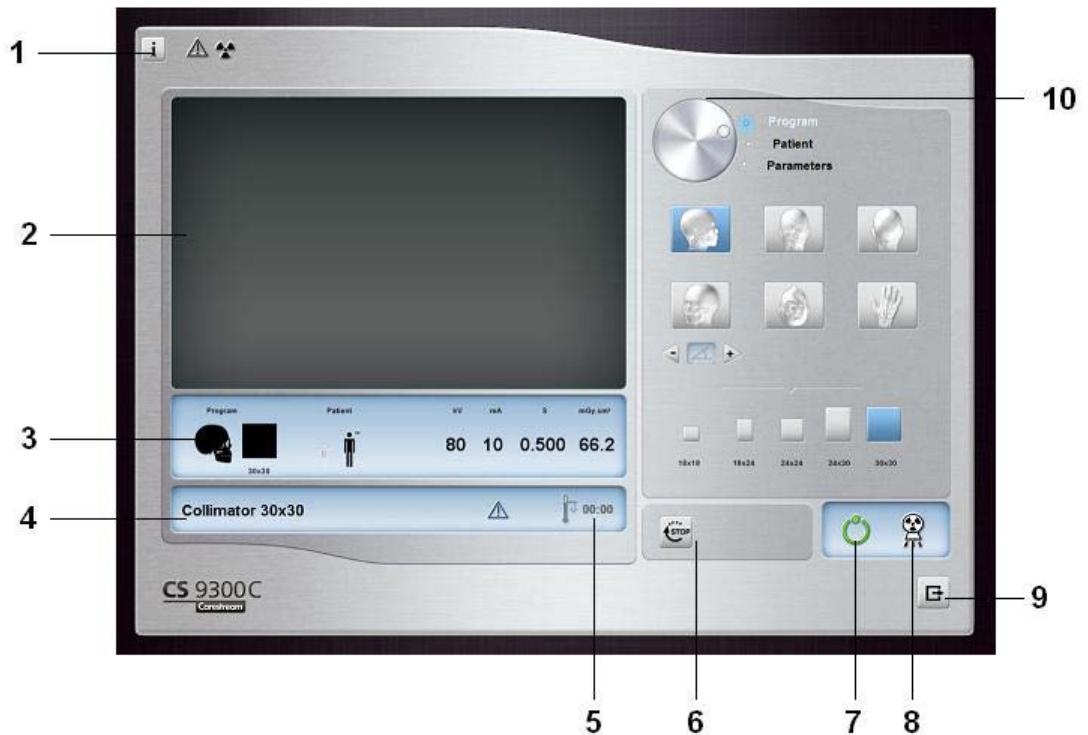 1
i
10
Program
Patient
Parameters
2
- +
3
Program Patient kV mA S mGy.cm²
80 10 0.500 66.2
30x30
18x24 24x24 24x30 30x30
4
Collimator 30x30 00:00
STOP
CS 9300C
Carestream
9
5 6 7 8